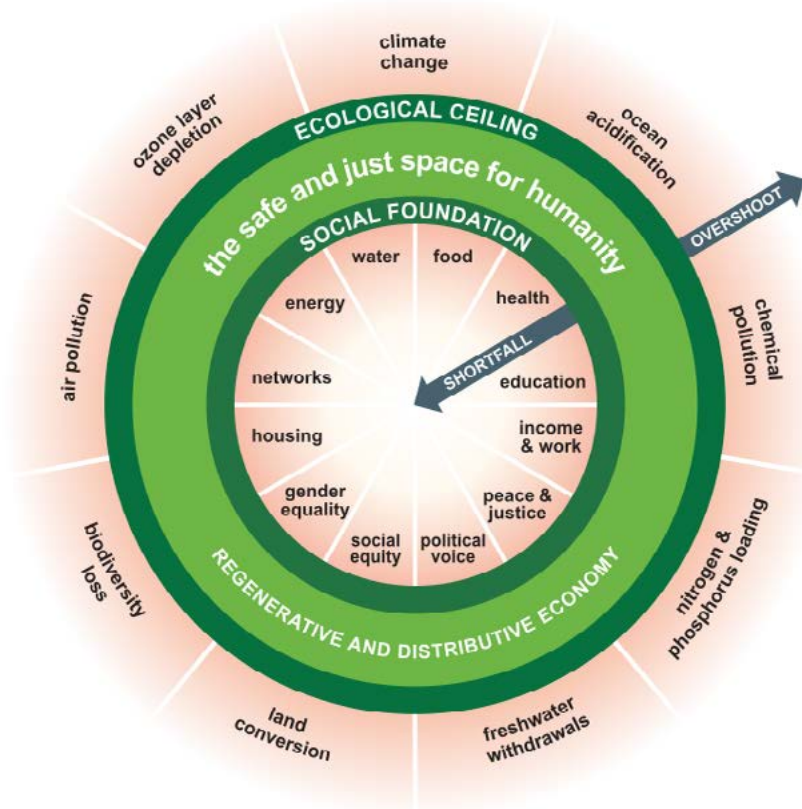 climate
change
ozone layer
depletion
ocean
acidification
ECOLOGICAL CEILING
the safe and just space for humanity
OVERSHOOT
SOCIAL FOUNDATION
water
food
energy
health
SHORTFALL
networks
education
housing
income
& work
gender
equality
peace &
justice
social
equity
political
voice
REGENERATIVE AND DISTRIBUTIVE ECONOMY
air pollution
chemical
pollution
biodiversity
loss
nitrogen &
phosphorus loading
land
conversion
freshwater
withdrawals